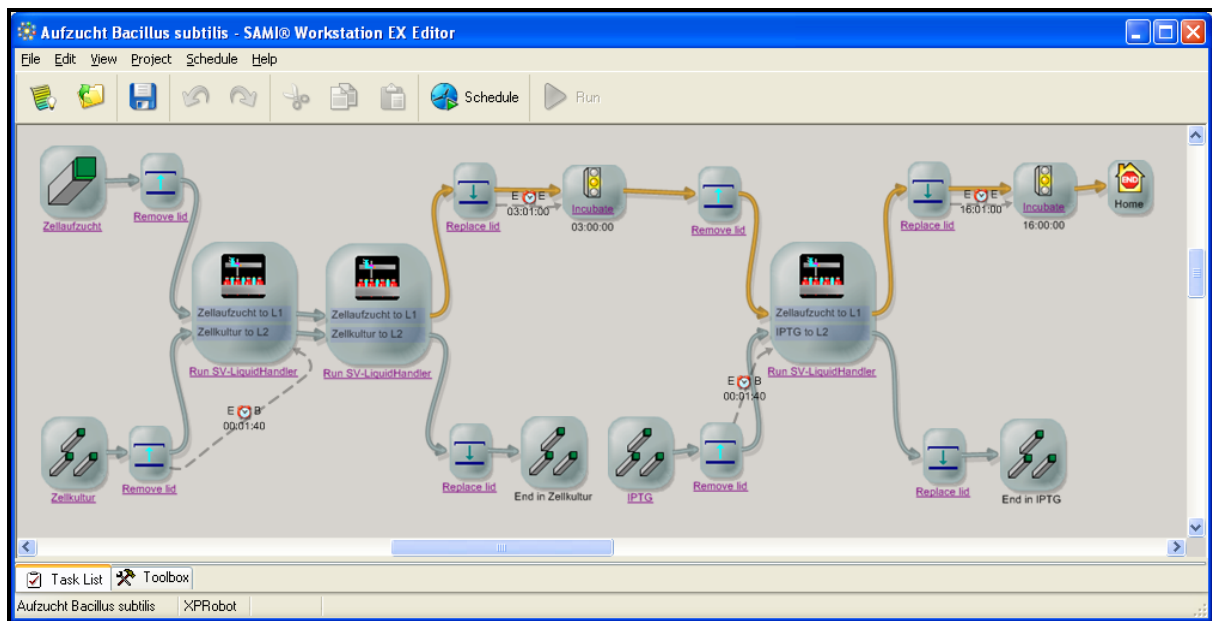 Aufzucht Bacillus subtilis - SAMI® Workstation EX Editor
File Edit View Project Schedule Help
Schedule Run
Zellaufzucht
Remove lid
Zellaufzucht to L1
Zellkultur to L2
Run SV-LiquidHandler
Zellaufzucht to L1
Zellkultur to L2
Run SV-LiquidHandler
E B
00:01:40
Zellkultur
Remove lid
Replace lid
E E
03:01:00
Incubate
03:00:00
Remove lid
Replace lid
End in Zellkultur
IPTG
Remove lid
E B
00:01:40
Zellaufzucht to L1
IPTG to L2
Run SV-LiquidHandler
Replace lid
E E
16:01:00
Incubate
16:00:00
END
Home
Replace lid
End in IPTG
Task List Toolbox
Aufzucht Bacillus subtilis XPRobot